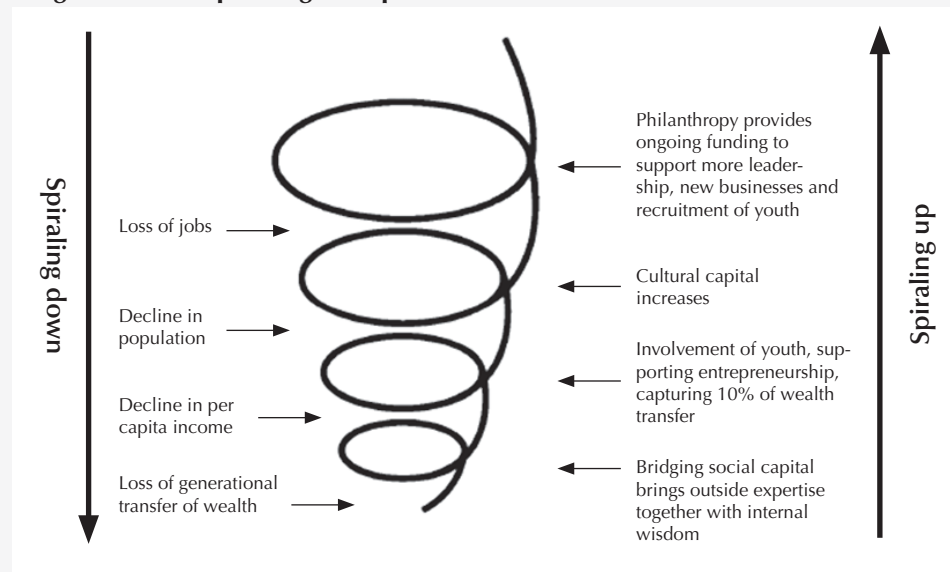 Spiraling down
Loss of jobs
Decline in
population
Decline in per
capita income
Loss of generational
transfer of wealth
Philanthropy provides
ongoing funding to
support more leader-
ship, new businesses and
recruitment of youth
Cultural capital
increases
Involvement of youth, sup-
porting entrepreneurship,
capturing 10% of wealth
transfer
Bridging social capital
brings outside expertise
together with internal
wisdom
Spiraling up